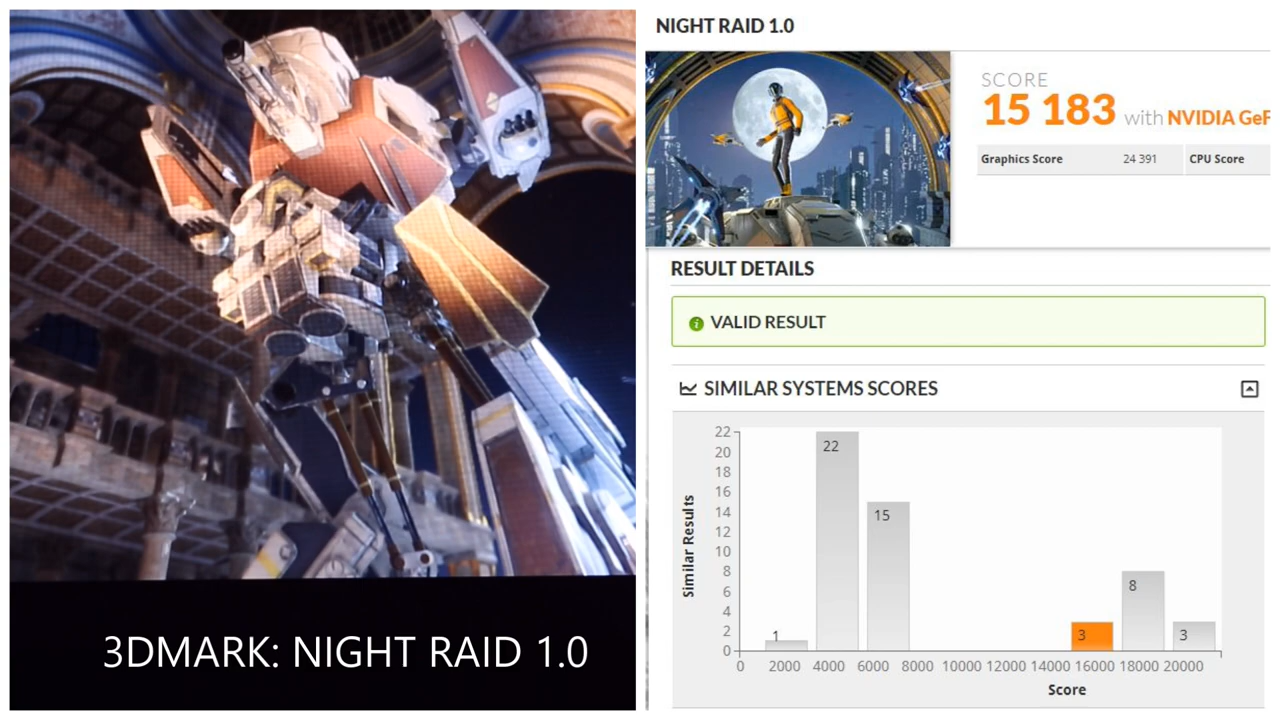 3DMARK: NIGHT RAID 1.0
NIGHT RAID 1.0
SCORE
15 183 with NVIDIA GeF
Graphics Score 24 391 CPU Score
RESULT DETAILS
VALID RESULT
SIMILAR SYSTEMS SCORES
Similar Results
22
20
18
16
14
12
10
8
6
4
2
0
1
22
15
3
8
3
0 2000 4000 6000 8000 10000 12000 14000 16000 18000 20000
Score